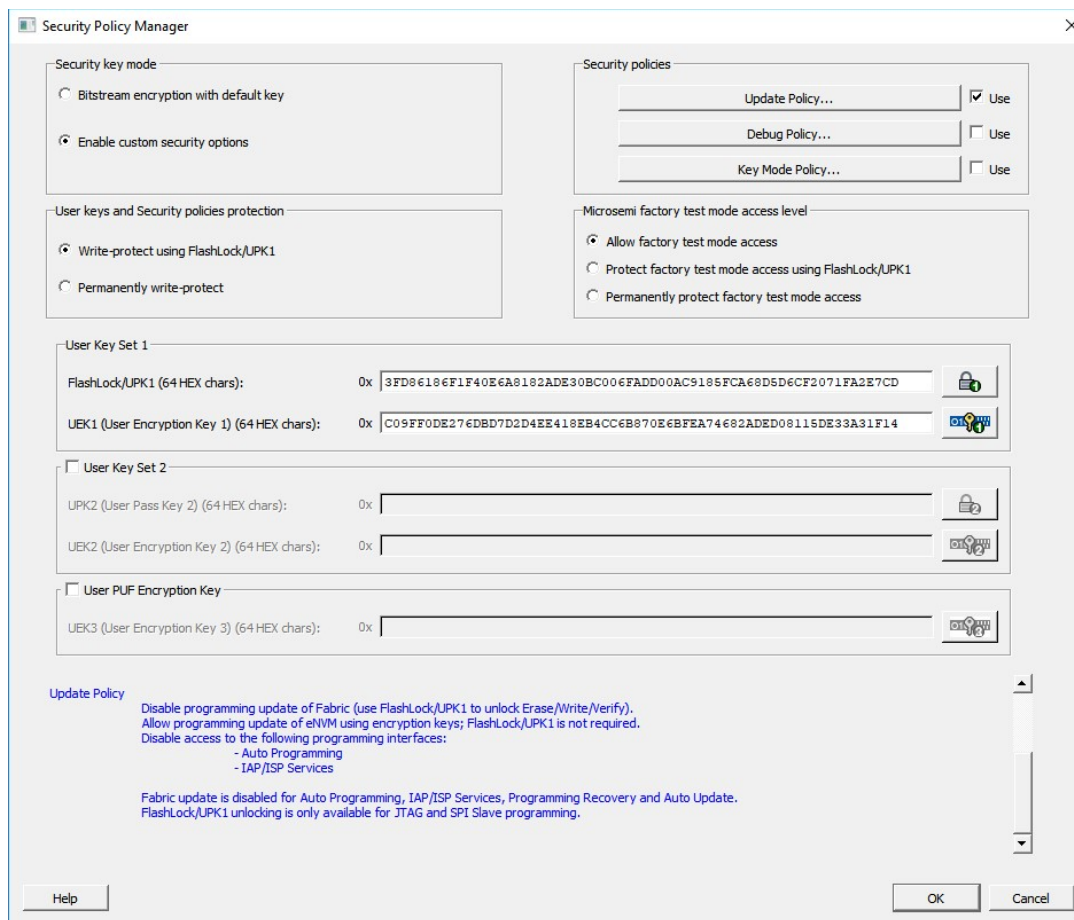 Security Policy Manager
Security key mode
Bitstream encryption with default key
Enable custom security options
Security policies
Update Policy...
Use
Debug Policy...
Use
Key Mode Policy...
Use
User keys and Security policies protection
Write-protect using FlashLock/UPK1
Permanently write-protect
Microsemi factory test mode access level
Allow factory test mode access
Protect factory test mode access using FlashLock/UPK1
Permanently protect factory test mode access
User Key Set 1
FlashLock/UPK1 (64 HEX chars): 0x 3FD86186F1F40E6A8182ADE30BC006FADD00AC9185FCA68D5D6CF2071FA2E7CD
UEK1 (User Encryption Key 1) (64 HEX chars): 0x C09FF0DE276DBD7D2D4EE418EB4CC6B870E6BFEA74682ADED08115DE33A31F14
User Key Set 2
UPK2 (User Pass Key 2) (64 HEX chars): 0x
UEK2 (User Encryption Key 2) (64 HEX chars): 0x
User PUF Encryption Key
UEK3 (User Encryption Key 3) (64 HEX chars): 0x
Update Policy
Disable programming update of Fabric (use FlashLock/UPK1 to unlock Erase/Write/Verify).
Allow programming update of eNVM using encryption keys; FlashLock/UPK1 is not required.
Disable access to the following programming interfaces:
- Auto Programming
- IAP/ISP Services
Fabric update is disabled for Auto Programming, IAP/ISP Services, Programming Recovery and Auto Update.
FlashLock/UPK1 unlocking is only available for JTAG and SPI Slave programming.
Help
OK
Cancel